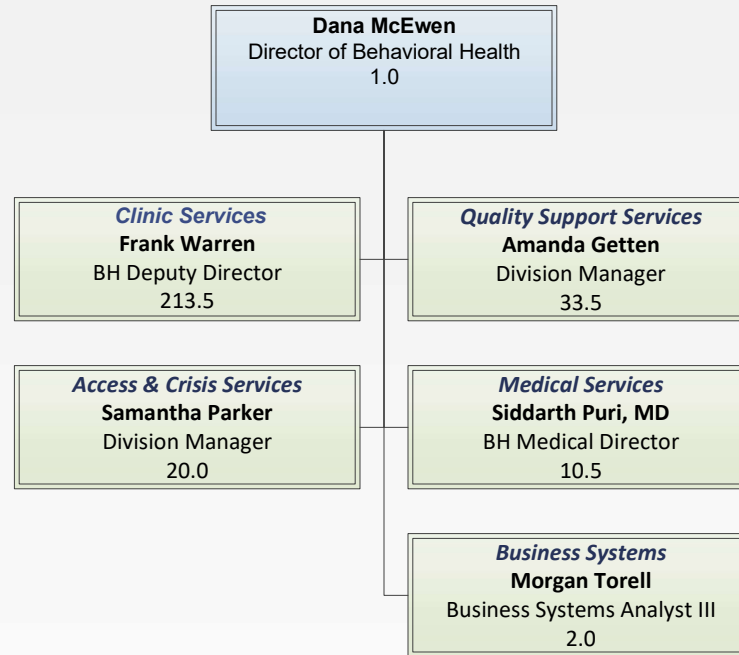 Dana McEwen
Director of Behavioral Health
1.0
Clinic Services
Frank Warren
BH Deputy Director
213.5
Quality Support Services
Amanda Getten
Division Manager
33.5
Access & Crisis Services
Samantha Parker
Division Manager
20.0
Medical Services
Siddarth Puri, MD
BH Medical Director
10.5
Business Systems
Morgan Torell
Business Systems Analyst III
2.0